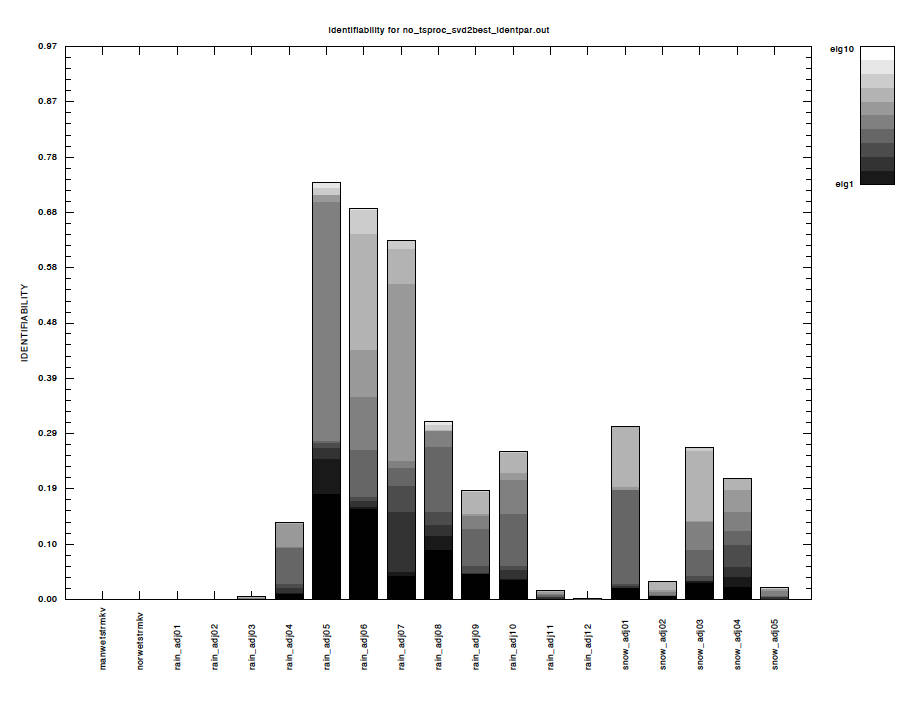 Identifiability for no_tsproc_svd2best_identpar.out
0.97
0.87
0.78
0.68
0.58
0.48
0.39
0.29
0.19
0.10
0.00
IDENTIFIABILITY
manwetstrmkv
norwetstrmkv
rain_adj01
rain_adj02
rain_adj03
rain_adj04
rain_adj05
rain_adj06
rain_adj07
rain_adj08
rain_adj09
rain_adj10
rain_adj11
rain_adj12
snow_adj01
snow_adj02
snow_adj03
snow_adj04
snow_adj05
eig10
eig1